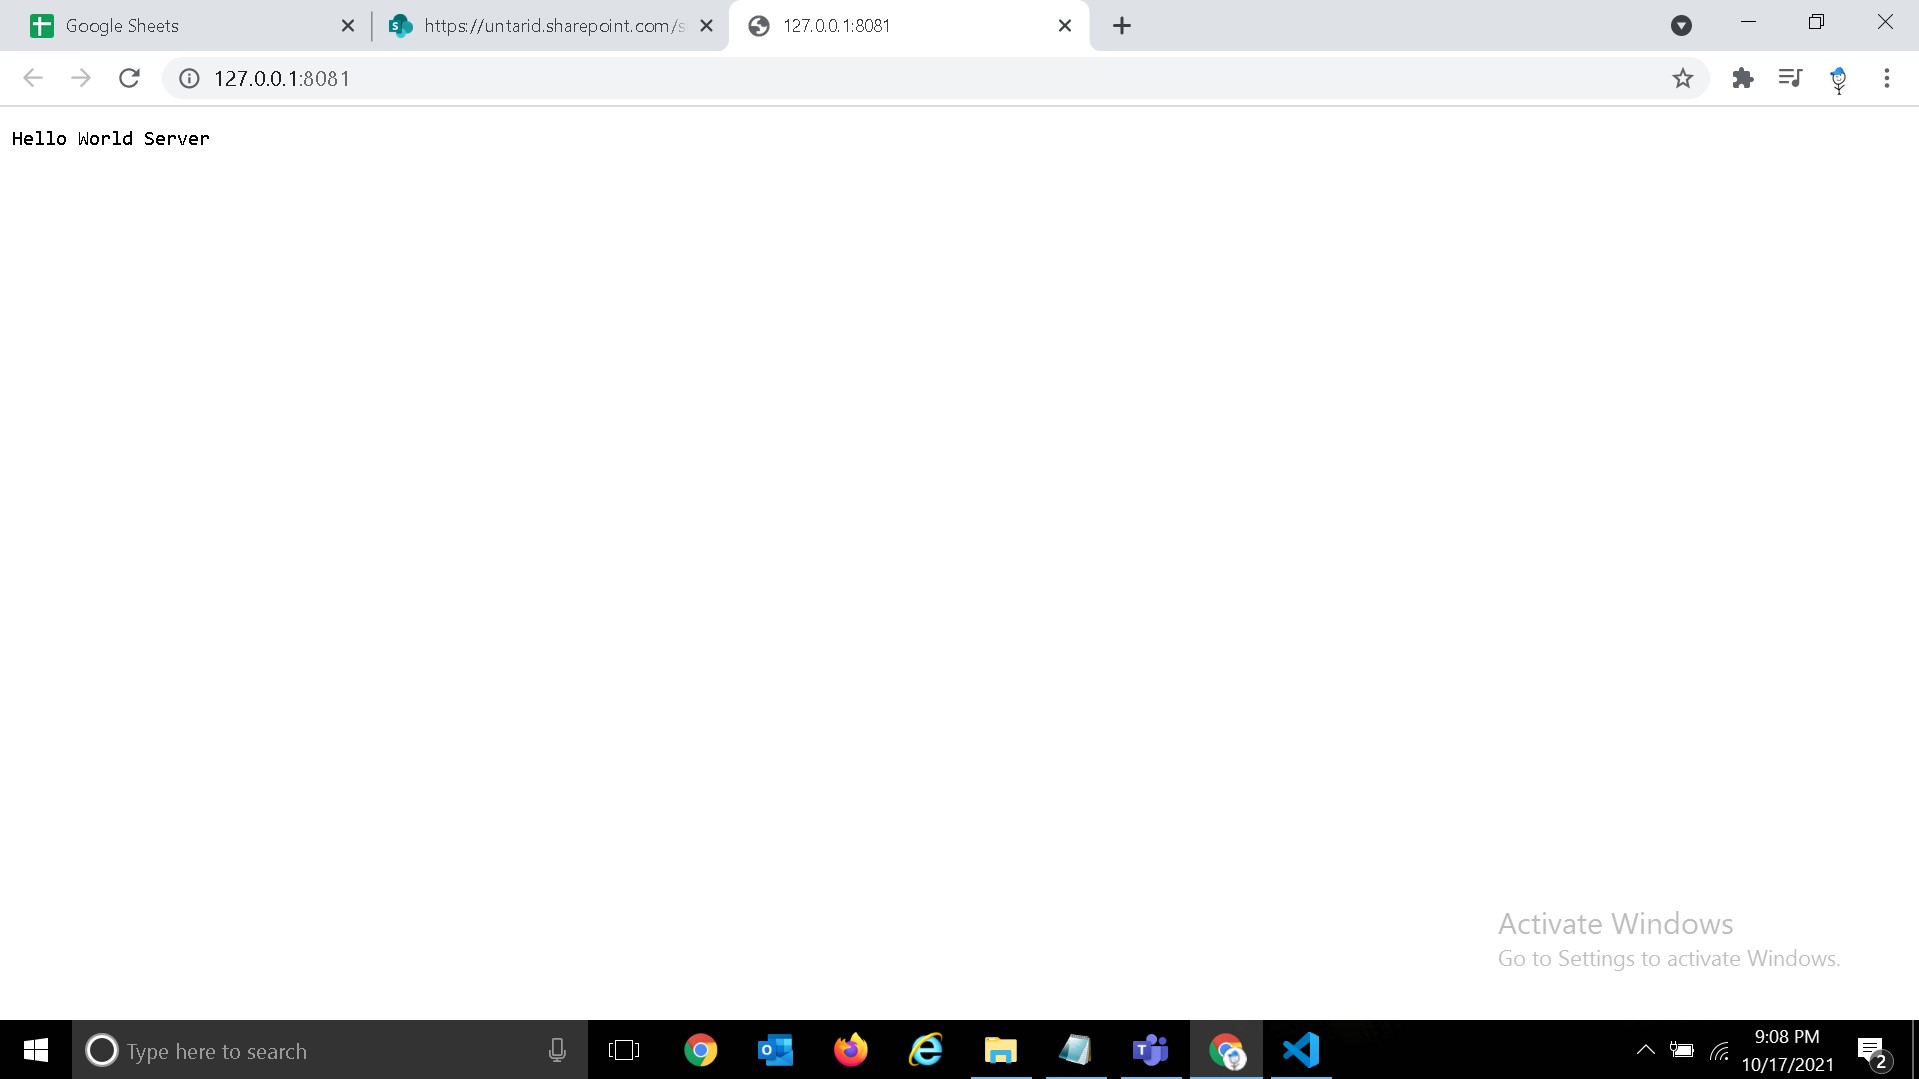 Google Sheets
https://untarid.sharepoint.com/s
127.0.0.1:8081
127.0.0.1:8081
Hello World Server
Activate Windows
Go to Settings to activate Windows.
Type here to search
9:08 PM
10/17/2021
2